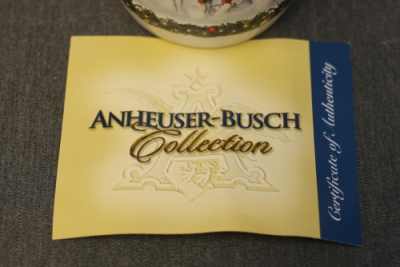 ANHEUSER-BUSCH
Collection
Certificate of Authenticity